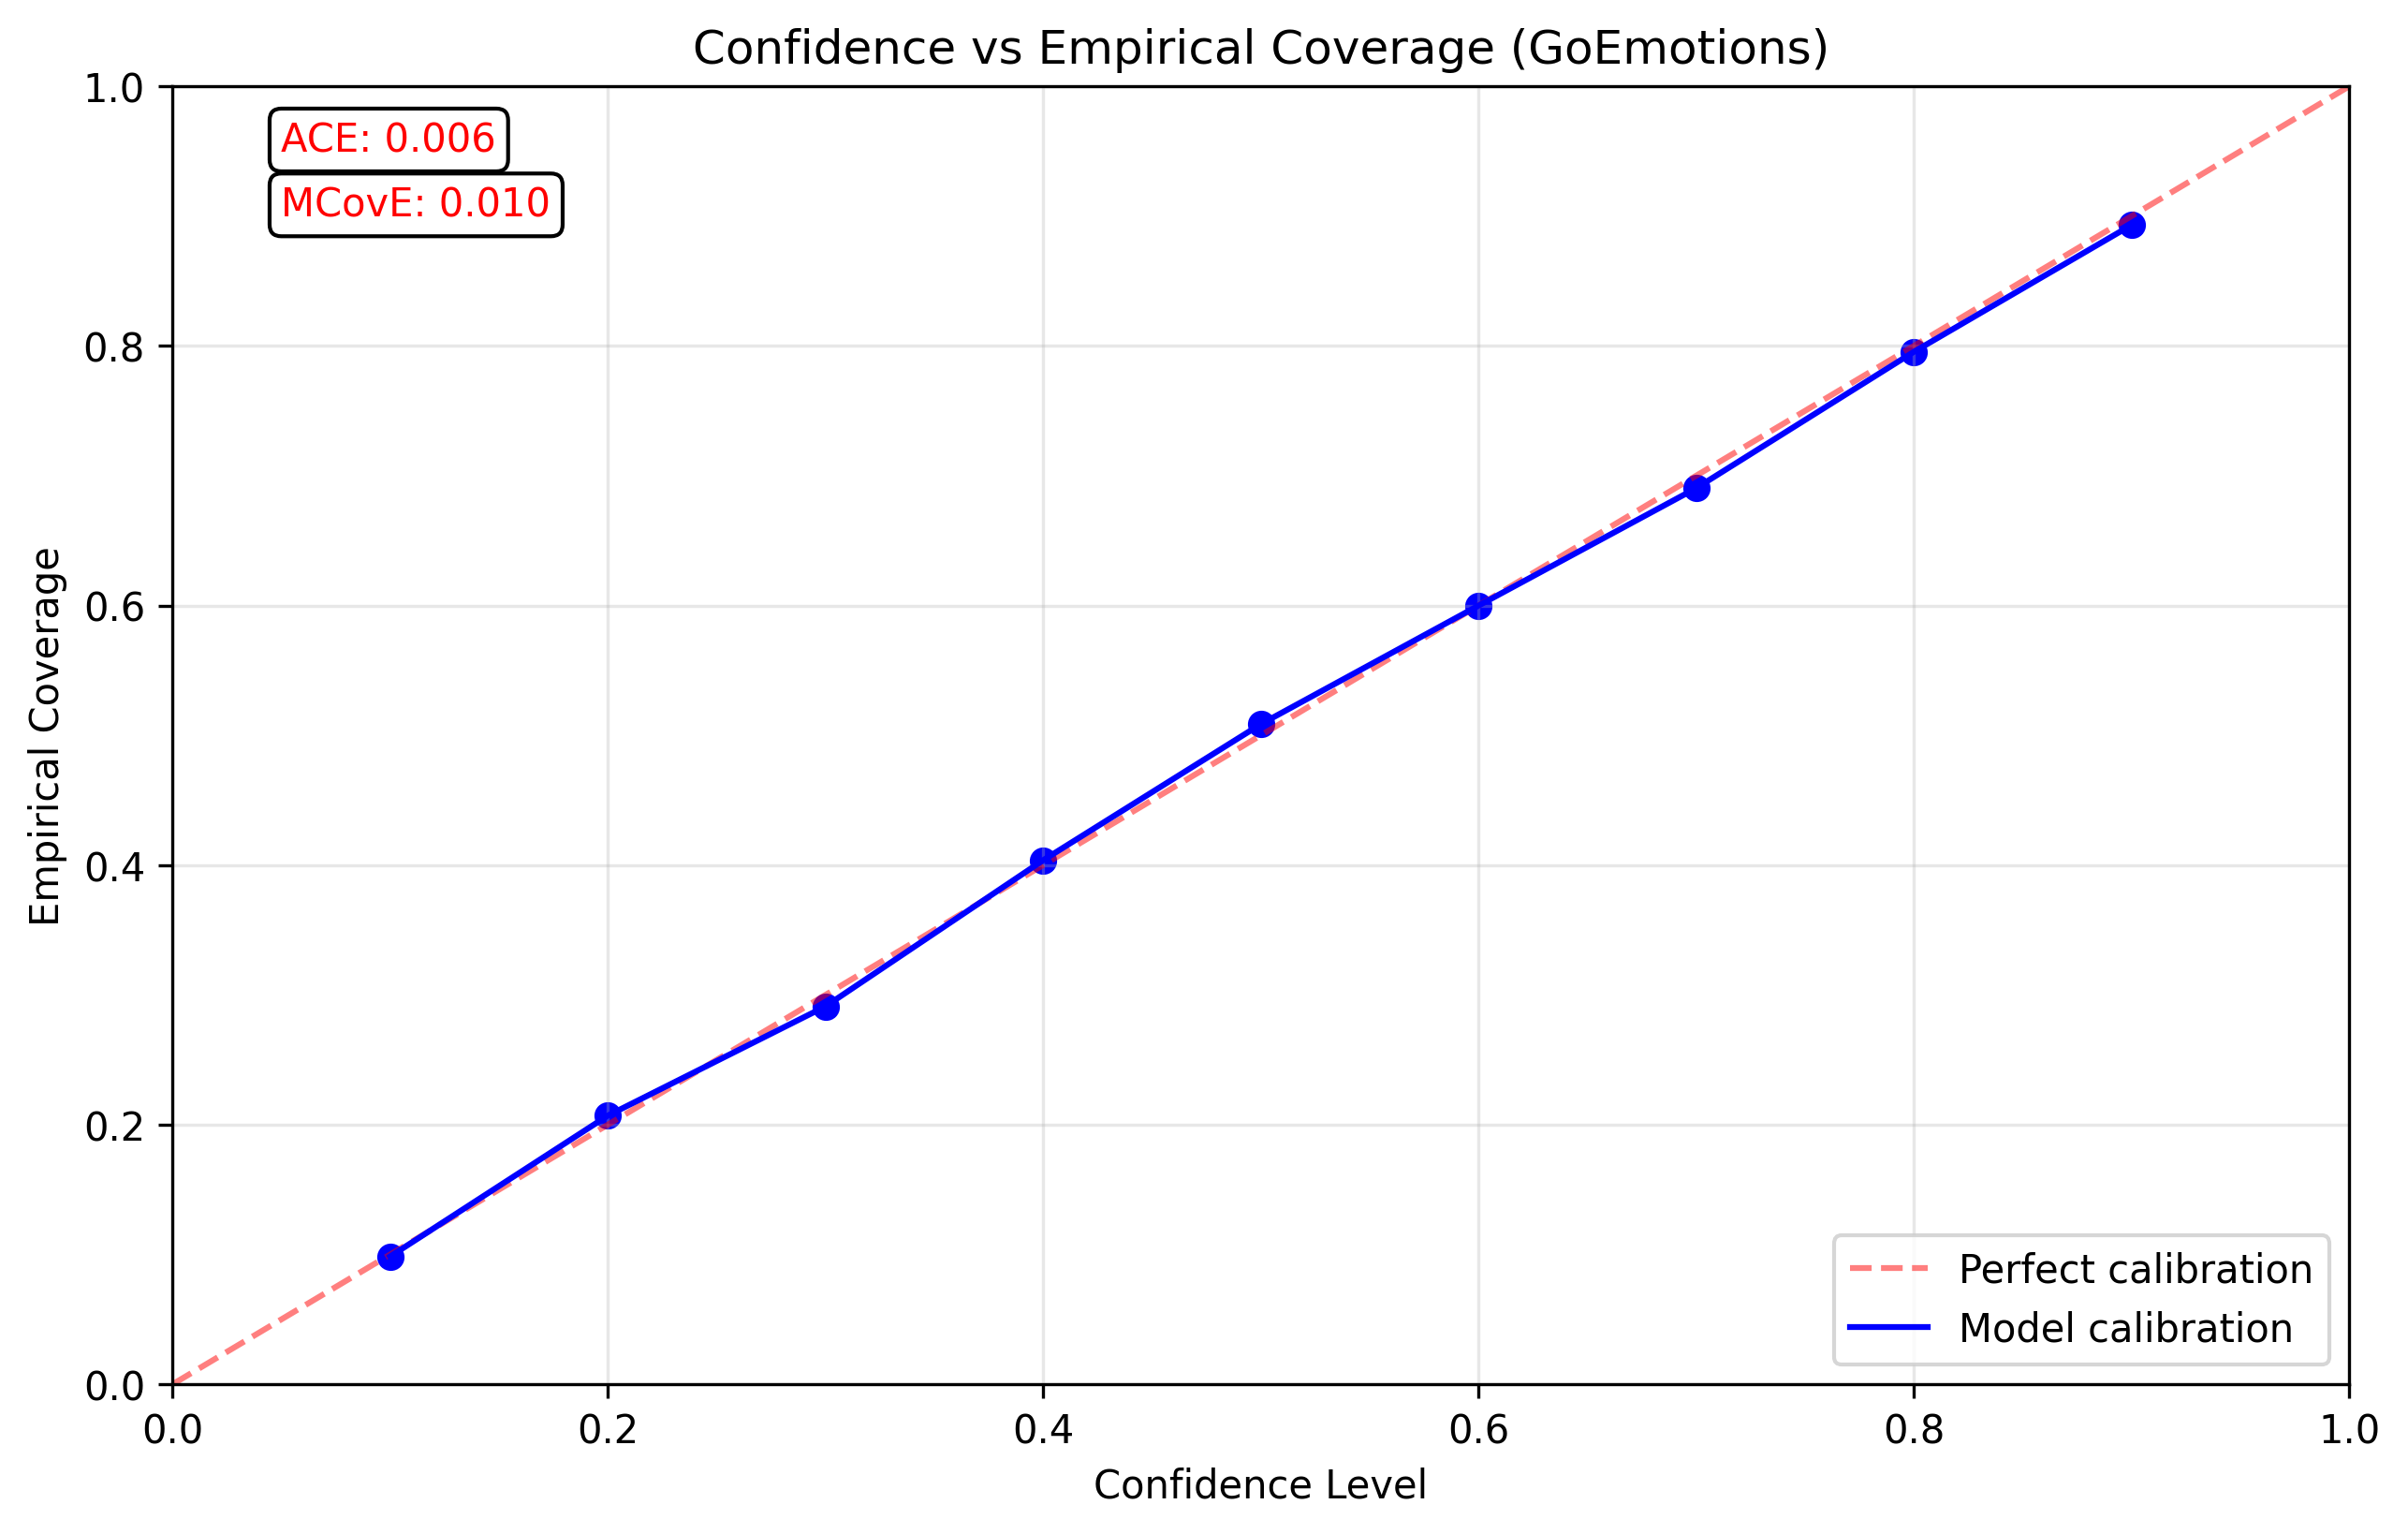 Confidence vs Empirical Coverage (GoEmotions)
ACE: 0.006
MCovE: 0.010
1.0
0.8
0.6
0.4
0.2
0.0
Empirical Coverage
Perfect calibration
Model calibration
0.0 0.2 0.4 0.6 0.8 1.0
Confidence Level